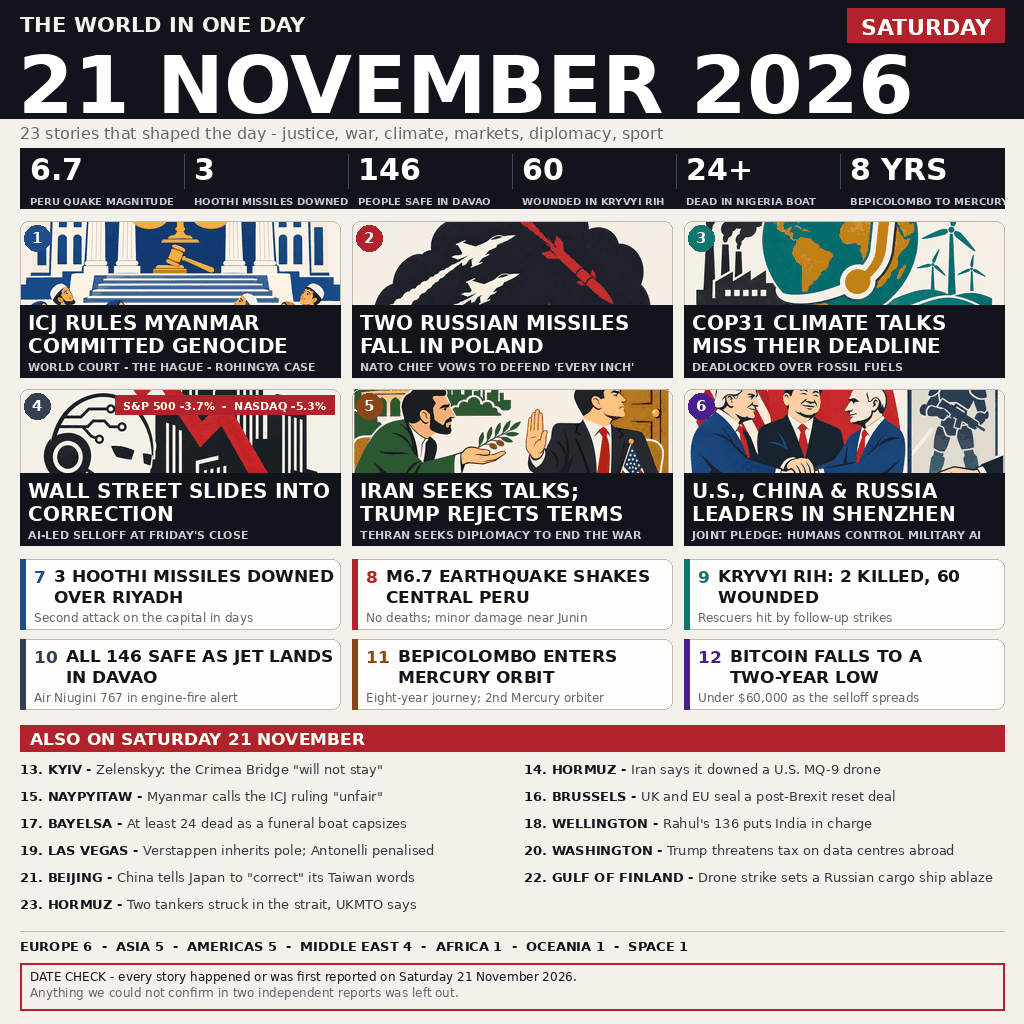 THE WORLD IN ONE DAY
SATURDAY
21 NOVEMBER 2026
23 stories that shaped the day - justice, war, climate, markets, diplomacy, sport
6.7
PERU QUAKE MAGNITUDE
3
HOOTHI MISSILES DOWNED
146
PEOPLE SAFE IN DAVAO
60
WOUNDED IN KRYVYI RIH
24+
DEAD IN NIGERIA BOAT
8 YRS
BEPICOLOMBO TO MERCURY
1
ICJ RULES MYANMAR
COMMITTED GENOCIDE
WORLD COURT - THE HAGUE - ROHINGYA CASE
2
TWO RUSSIAN MISSILES
FALL IN POLAND
NATO CHIEF VOWS TO DEFEND 'EVERY INCH'
3
COP31 CLIMATE TALKS
MISS THEIR DEADLINE
DEADLOCKED OVER FOSSIL FUELS
4
S&P 500 -3.7% - NASDAQ -5.3%
WALL STREET SLIDES INTO
CORRECTION
AI-LED SELLOFF AT FRIDAY'S CLOSE
5
IRAN SEEKS TALKS;
TRUMP REJECTS TERMS
TEHRAN SEEKS DIPLOMACY TO END THE WAR
6
U.S., CHINA & RUSSIA
LEADERS IN SHENZHEN
JOINT PLEDGE: HUMANS CONTROL MILITARY AI
7 3 HOOTHI MISSILES DOWNED
OVER RIYADH
Second attack on the capital in days
8 M6.7 EARTHQUAKE SHAKES
CENTRAL PERU
No deaths; minor damage near Junin
9 KRYVYI RIH: 2 KILLED, 60
WOUNDED
Rescuers hit by follow-up strikes
10 ALL 146 SAFE AS JET LANDS
IN DAVAO
Air Niugini 767 in engine-fire alert
11 BEPICOLOMBO ENTERS
MERCURY ORBIT
Eight-year journey; 2nd Mercury orbiter
12 BITCOIN FALLS TO A
TWO-YEAR LOW
Under $60,000 as the selloff spreads
ALSO ON SATURDAY 21 NOVEMBER
13. KYIV - Zelenskyy: the Crimea Bridge "will not stay"
14. HORMUZ - Iran says it downed a U.S. MQ-9 drone
15. NAYPYITAW - Myanmar calls the ICJ ruling "unfair"
16. BRUSSELS - UK and EU seal a post-Brexit reset deal
17. BAYELSA - At least 24 dead as a funeral boat capsizes
18. WELLINGTON - Rahul's 136 puts India in charge
19. LAS VEGAS - Verstappen inherits pole; Antonelli penalised
20. WASHINGTON - Trump threatens tax on data centres abroad
21. BEIJING - China tells Japan to "correct" its Taiwan words
22. GULF OF FINLAND - Drone strike sets a Russian cargo ship ablaze
23. HORMUZ - Two tankers struck in the strait, UKMTO says
EUROPE 6 - ASIA 5 - AMERICAS 5 - MIDDLE EAST 4 - AFRICA 1 - OCEANIA 1 - SPACE 1
DATE CHECK - every story happened or was first reported on Saturday 21 November 2026.
Anything we could not confirm in two independent reports was left out.